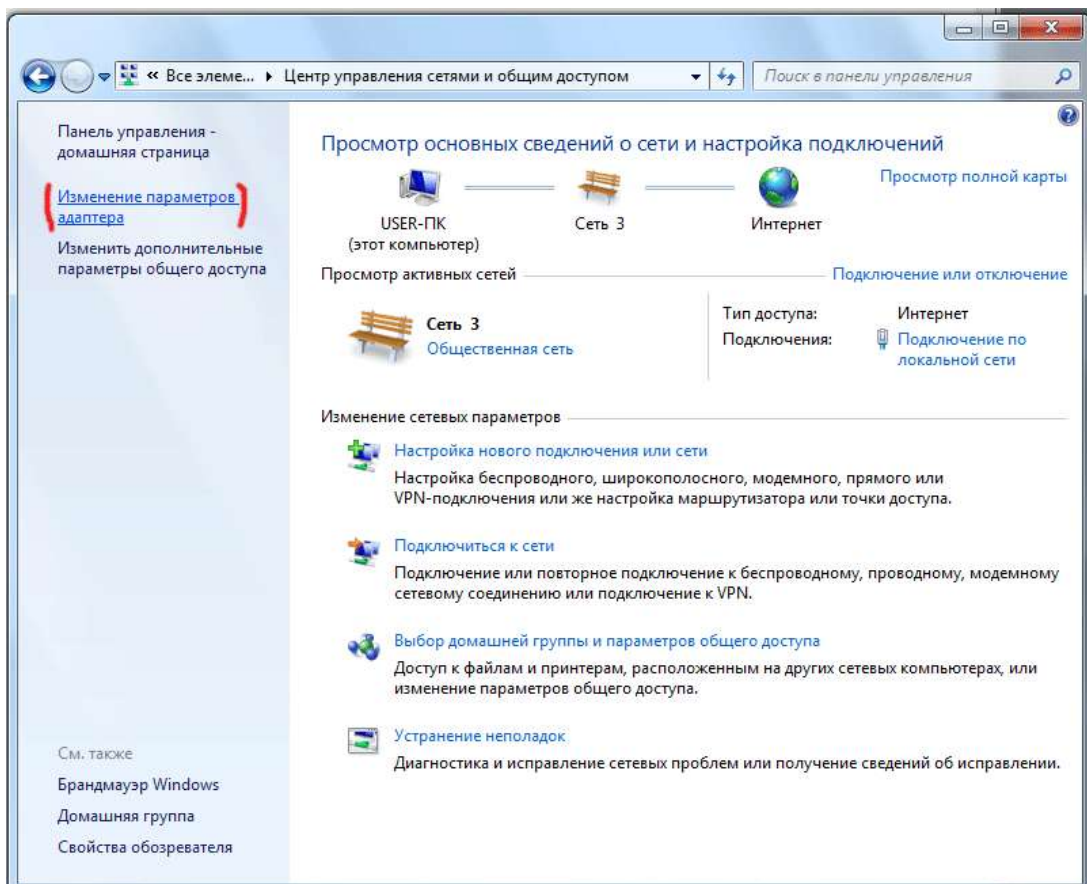 « Все элеме... ▸ Центр управления сетями и общим доступом
Поиск в панели управления
Панель управления -
домашняя страница
Изменение параметров
адаптера
Изменить дополнительные
параметры общего доступа
См. также
Брандмауэр Windows
Домашняя группа
Свойства обозревателя
Просмотр основных сведений о сети и настройка подключений
Просмотр полной карты
USER-ПК
(этот компьютер)
Сеть 3
Интернет
Просмотр активных сетей
Подключение или отключение
Сеть 3
Общественная сеть
Тип доступа: Интернет
Подключения: Подключение по
локальной сети
Изменение сетевых параметров
Настройка нового подключения или сети
Настройка беспроводного, широкополосного, модемного, прямого или
VPN-подключения или же настройка маршрутизатора или точки доступа.
Подключиться к сети
Подключение или повторное подключение к беспроводному, проводному, модемному
сетевому соединению или подключение к VPN.
Выбор домашней группы и параметров общего доступа
Доступ к файлам и принтерам, расположенным на других сетевых компьютерах, или
изменение параметров общего доступа.
Устранение неполадок
Диагностика и исправление сетевых проблем или получение сведений об исправлении.